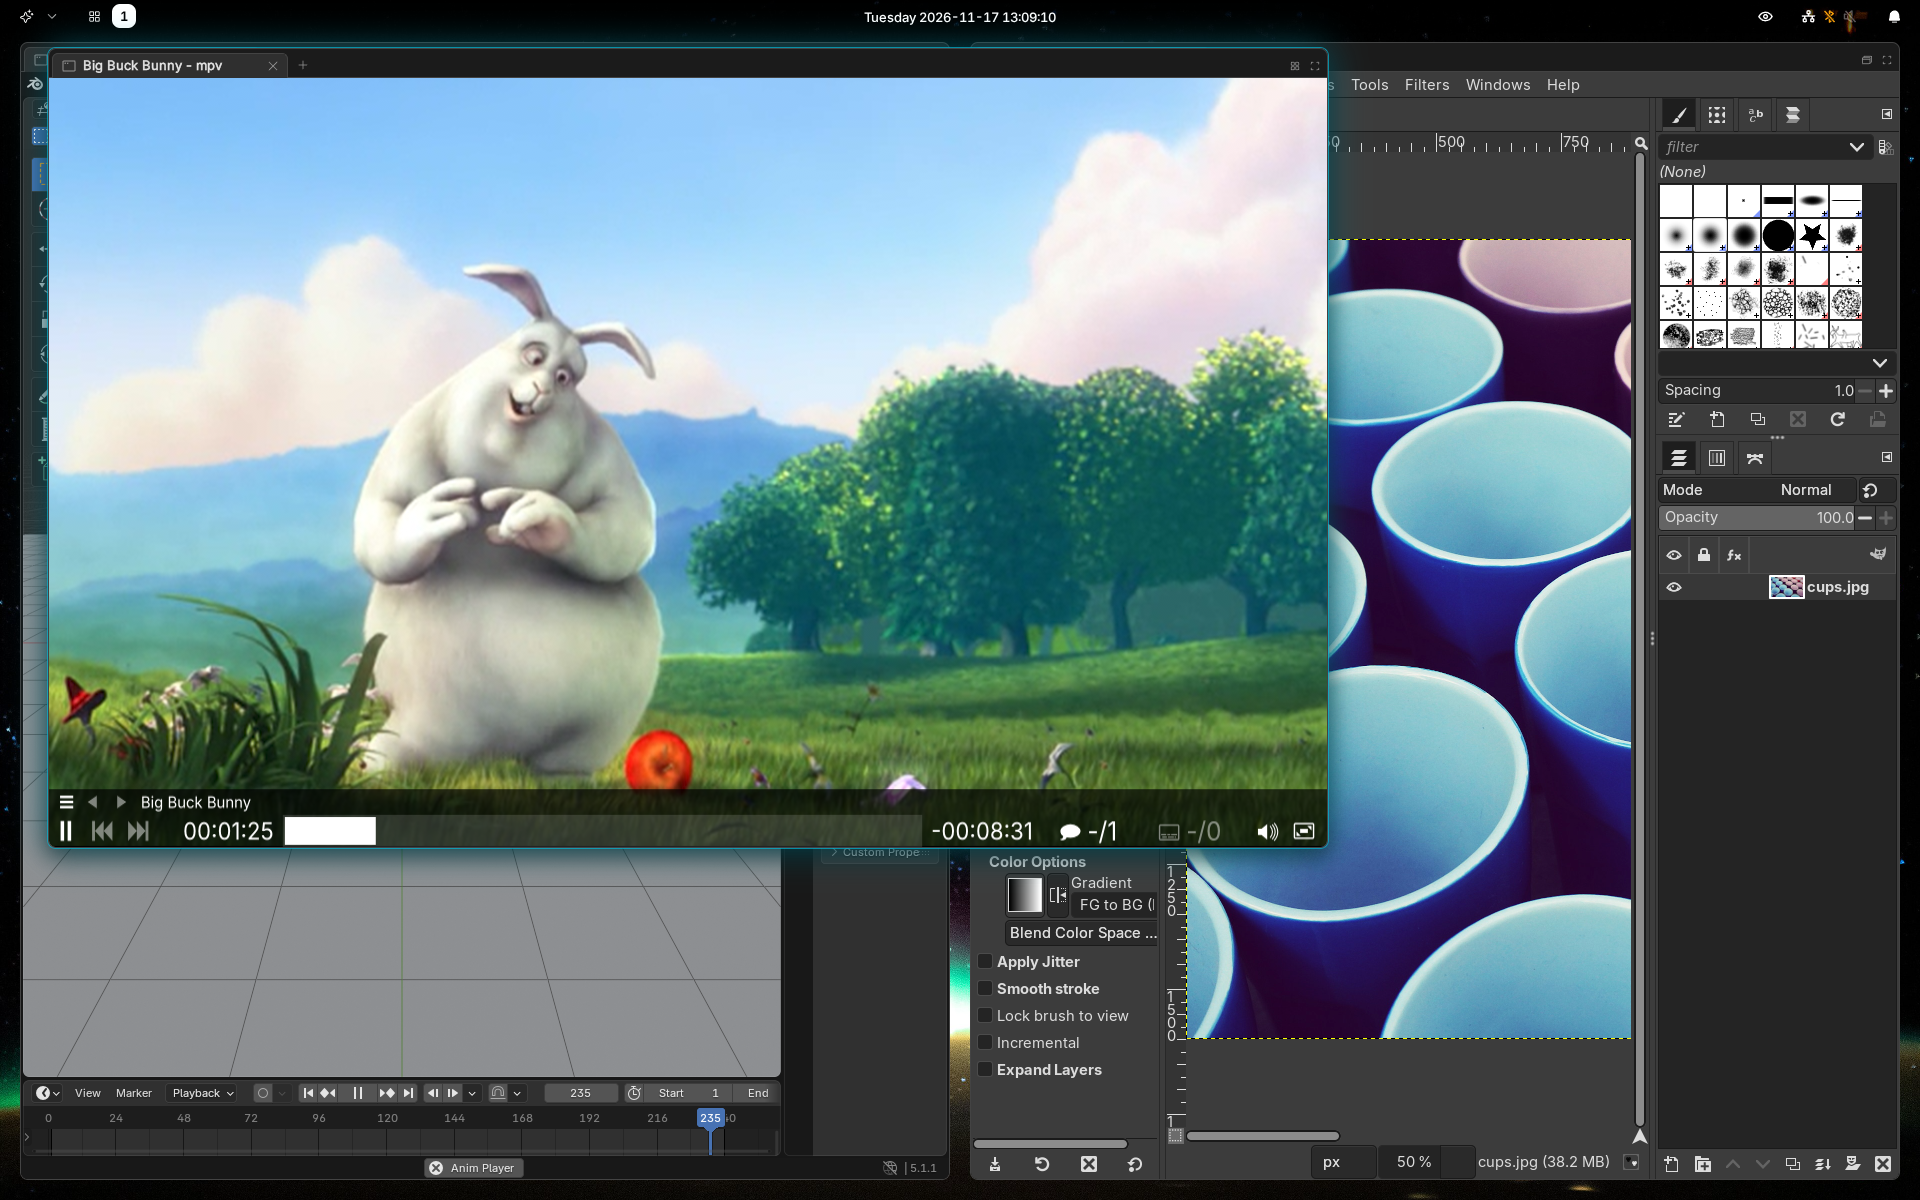 1
Tuesday 2026-11-17 13:09:10
Big Buck Bunny - mpv
Tools Filters Windows Help
500 750
filter
(None)
Spacing 1.0
Mode Normal
Opacity 100.0
fx
cups.jpg
Big Buck Bunny
00:01:25 -00:08:31 -/1 -/0
Custom Prope
Color Options
Gradient
FG to BG (
Blend Color Space ...
Apply Jitter
Smooth stroke
Lock brush to view
Incremental
Expand Layers
1250
1500
View Marker Playback 235 Start 1 End
0 24 48 72 96 120 144 168 192 216 235
Anim Player
5.1.1
px 50 % cups.jpg (38.2 MB)